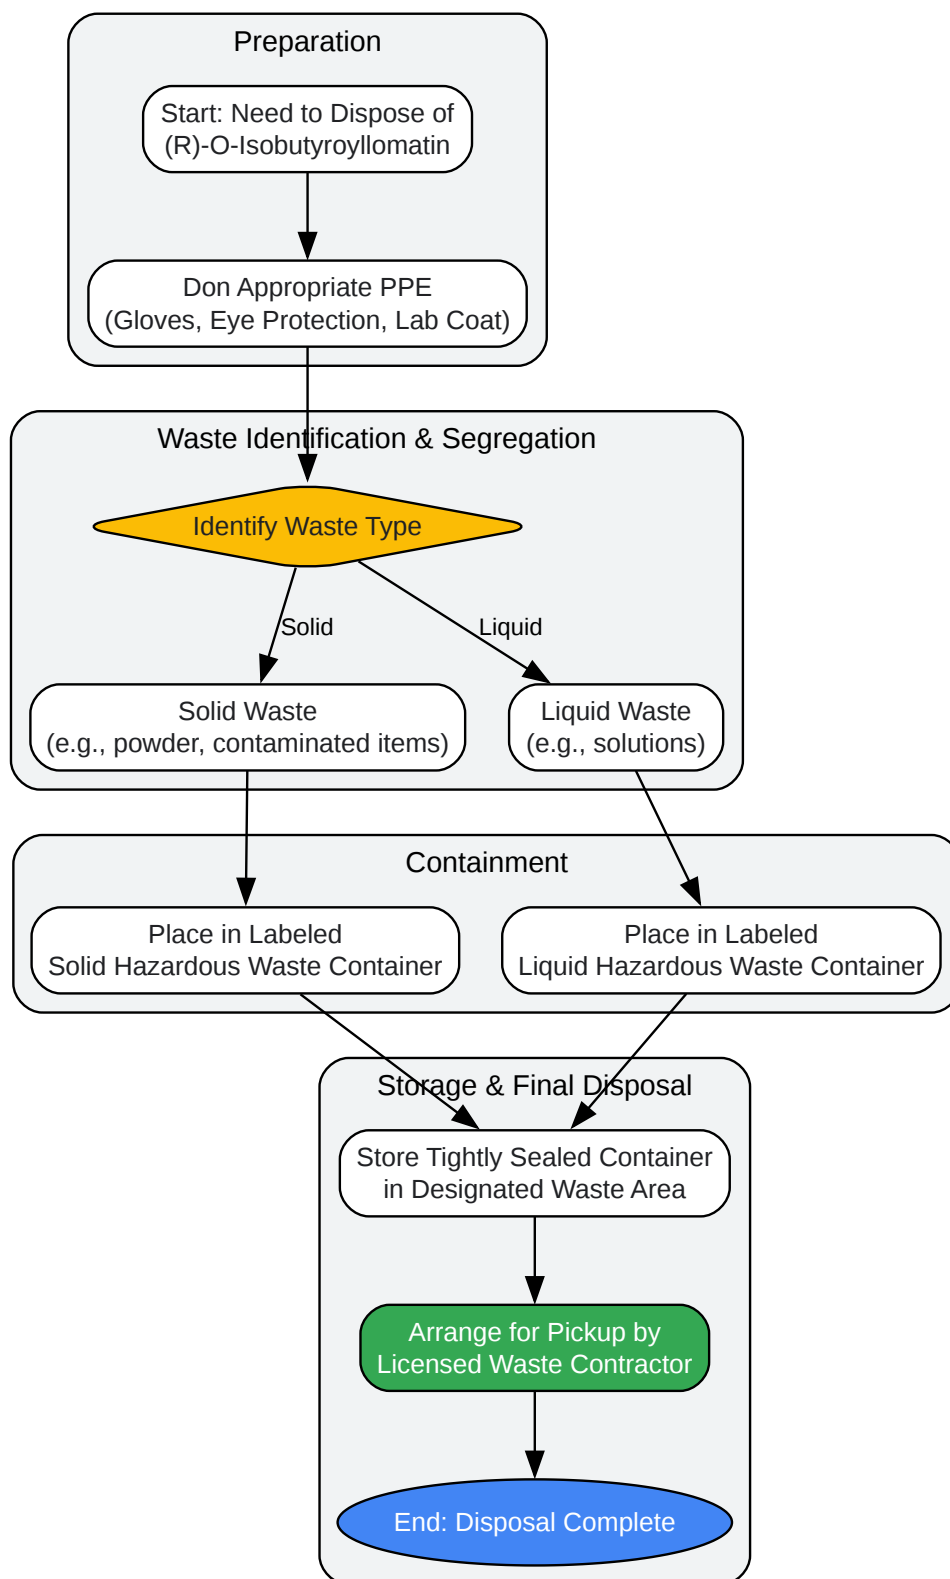 Preparation
Start: Need to Dispose of
(R)-O-Isobutyroyllomatin
Don Appropriate PPE
(Gloves, Eye Protection, Lab Coat)
Waste Identification & Segregation
Identify Waste Type
Solid
Liquid
Solid Waste
(e.g., powder, contaminated items)
Liquid Waste
(e.g., solutions)
Containment
Place in Labeled
Solid Hazardous Waste Container
Place in Labeled
Liquid Hazardous Waste Container
Storage & Final Disposal
Store Tightly Sealed Container
in Designated Waste Area
Arrange for Pickup by
Licensed Waste Contractor
End: Disposal Complete